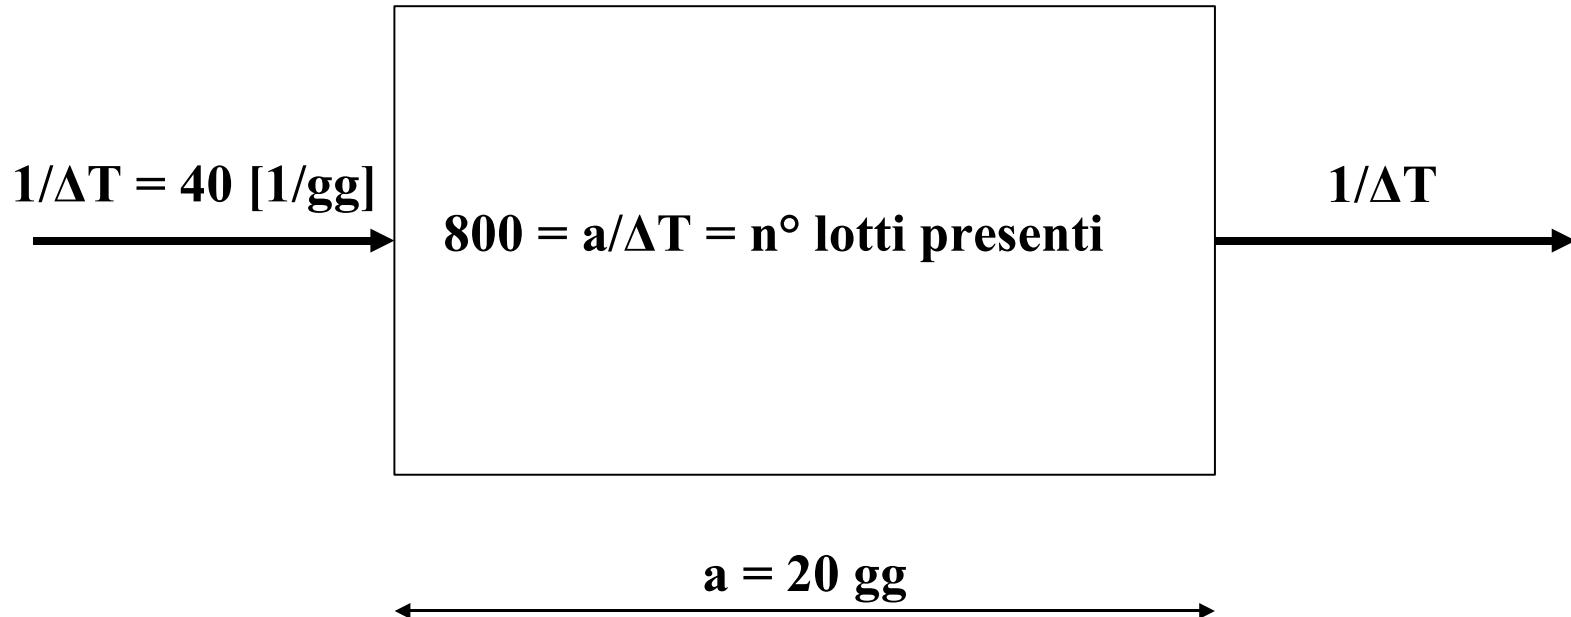 1/ΔT = 40 [1/gg]
1/ΔT
800 = a/ΔT = n° lotti presenti
a = 20 gg